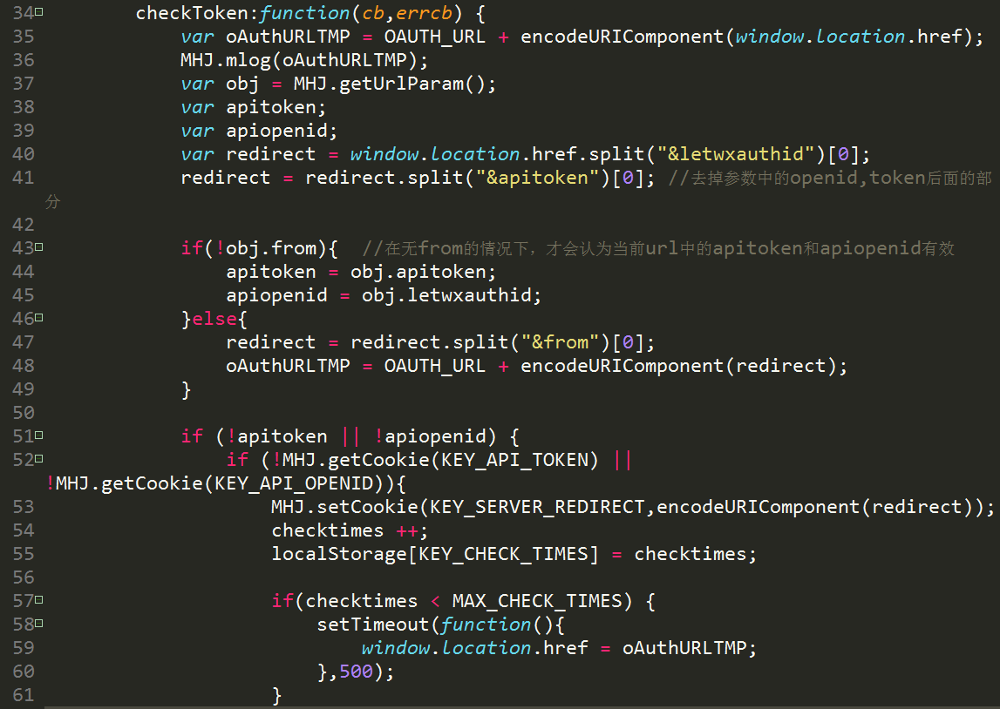 34 checkToken:function(cb,errcb) {
35 var oAuthURLTMP = OAUTH_URL + encodeURIComponent(window.location.href);
36 MHJ.mlog(oAuthURLTMP);
37 var obj = MHJ.getUrlParam();
38 var apitoken;
39 var apiopenid;
40 var redirect = window.location.href.split("&letwxauthid")[0];
41 redirect = redirect.split("&apitoken")[0]; //去掉参数中的openid,token后面的部
分
42
43 if(!obj.from){  //在无from的情况下，才会认为当前url中的apitoken和apiopenid有效
44 apitoken = obj.apitoken;
45 apiopenid = obj.letwxauthid;
46 }else{
47 redirect = redirect.split("&from")[0];
48 oAuthURLTMP = OAUTH_URL + encodeURIComponent(redirect);
49 }
50
51 if (!apitoken || !apiopenid) {
52 if (!MHJ.getCookie(KEY_API_TOKEN) ||
!MHJ.getCookie(KEY_API_OPENID)){
53 MHJ.setCookie(KEY_SERVER_REDIRECT,encodeURIComponent(redirect));
54 checktimes ++;
55 localStorage[KEY_CHECK_TIMES] = checktimes;
56
57 if(checktimes < MAX_CHECK_TIMES) {
58 setTimeout(function(){
59 window.location.href = oAuthURLTMP;
60 },500);
61 }